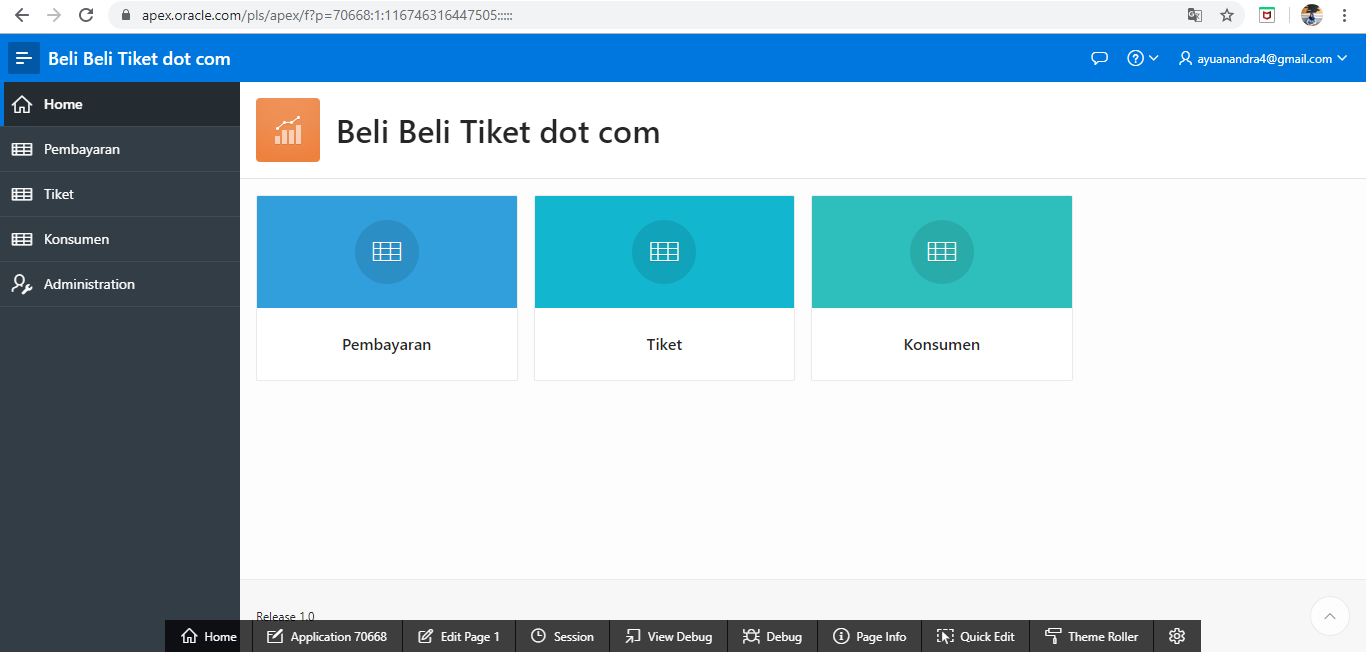 apex.oracle.com/pls/apex/f?p=70668:1:116746316447505:::::
Beli Beli Tiket dot com
ayuanandra4@gmail.com
Home
Pembayaran
Tiket
Konsumen
Administration
Beli Beli Tiket dot com
Pembayaran
Tiket
Konsumen
Release 1.0
Home
Application 70668
Edit Page 1
Session
View Debug
Debug
Page Info
Quick Edit
Theme Roller